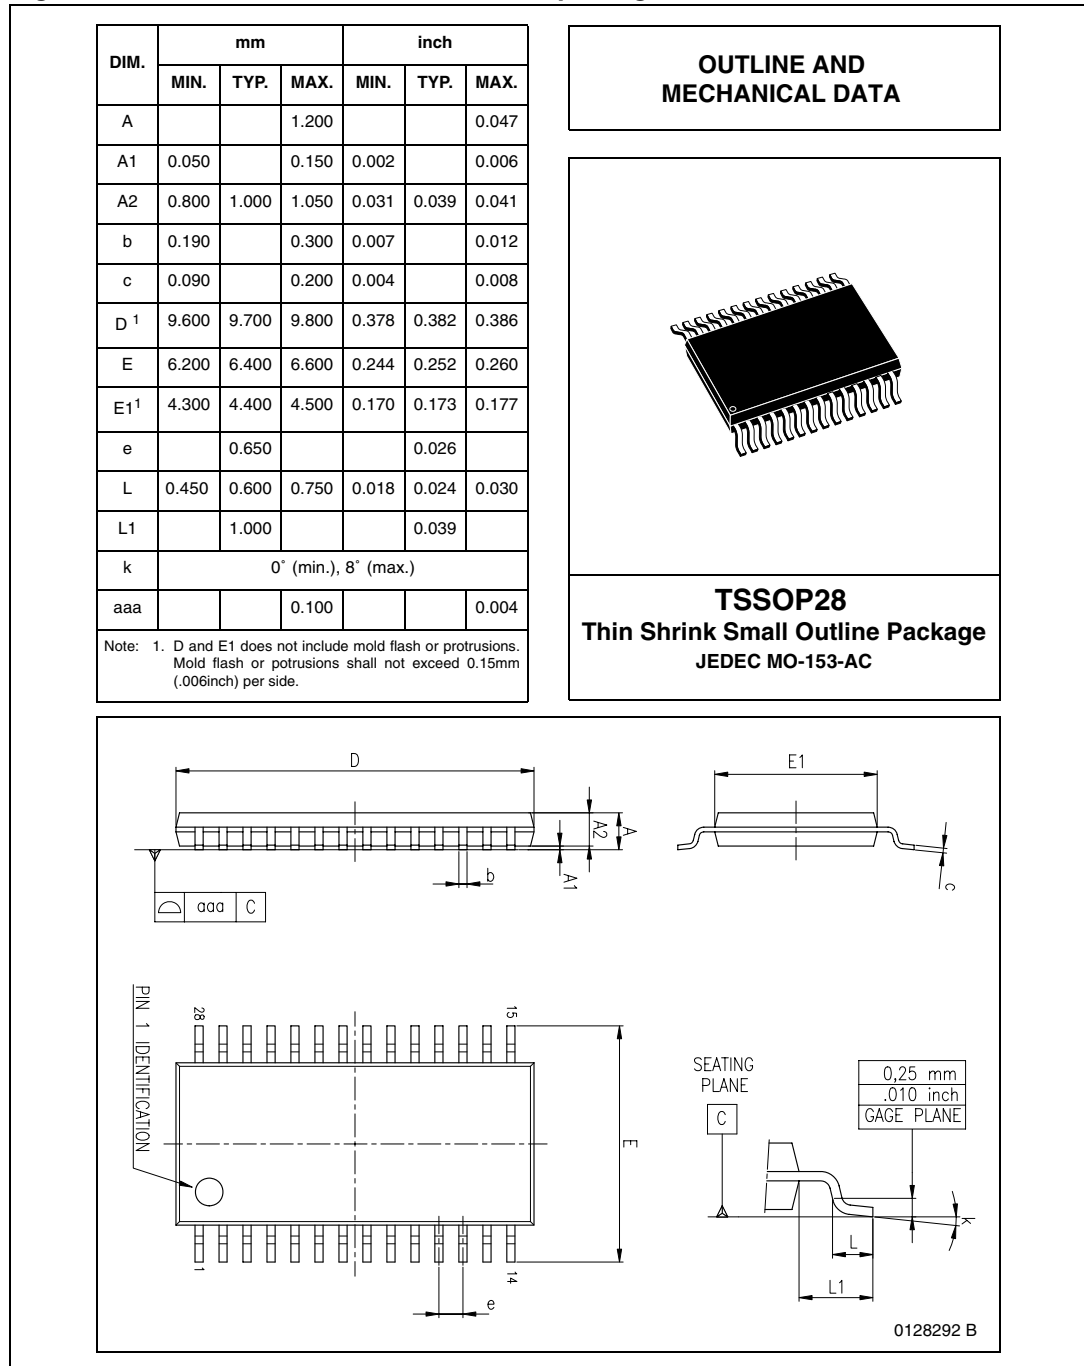 DIM. mm inch
MIN. TYP. MAX. MIN. TYP. MAX.
A 1.200 0.047
A1 0.050 0.150 0.002 0.006
A2 0.800 1.000 1.050 0.031 0.039 0.041
b 0.190 0.300 0.007 0.012
c 0.090 0.200 0.004 0.008
D 1 9.600 9.700 9.800 0.378 0.382 0.386
E 6.200 6.400 6.600 0.244 0.252 0.260
E1 1 4.300 4.400 4.500 0.170 0.173 0.177
e 0.650 0.026
L 0.450 0.600 0.750 0.018 0.024 0.030
L1 1.000 0.039
k 0˚ (min.), 8˚ (max.)
aaa 0.100 0.004
Note: 1. D and E1 does not include mold flash or protrusions.
Mold flash or potrusions shall not exceed 0.15mm
(.006inch) per side.
OUTLINE AND
MECHANICAL DATA
TSSOP28
Thin Shrink Small Outline Package
JEDEC MO-153-AC
D
E1
A2
A
b
A1
c
aaa C
PIN 1 IDENTIFICATION
28
15
E
1
14
e
SEATING
PLANE
C
0,25 mm
.010 inch
GAGE PLANE
k
L
L1
0128292 B